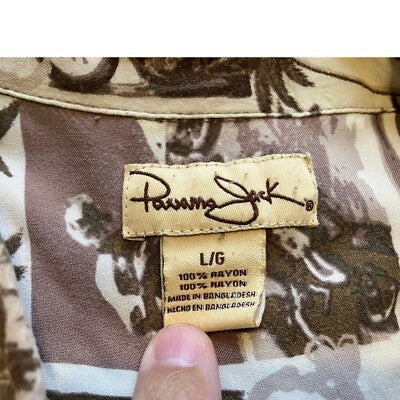 Panama Jack ®
L/G
100% RAYON
100% RAYON
MADE IN BANGLADESH
HECHO EN BANGLADESH